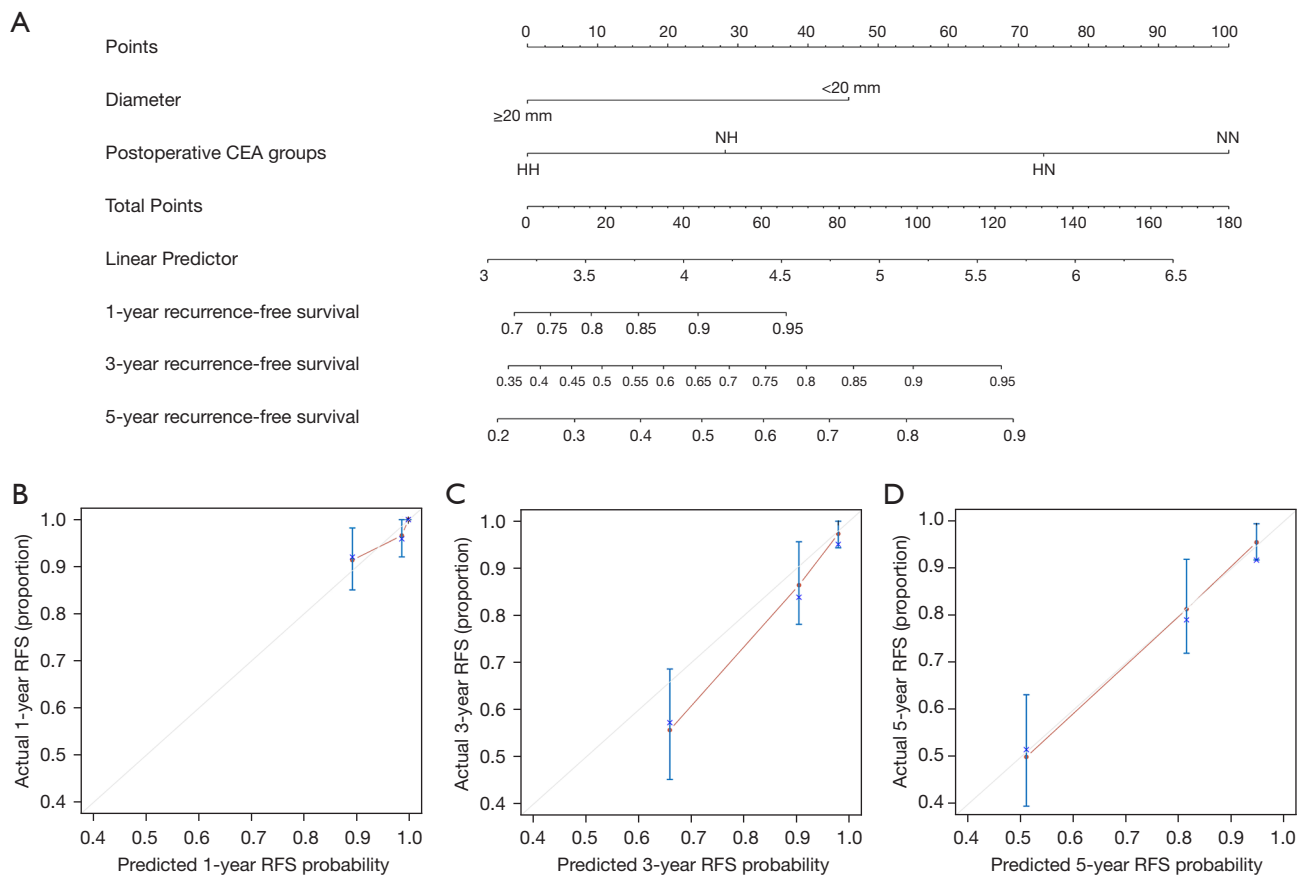 A
Points
0 10 20 30 40 50 60 70 80 90 100
Diameter
<20 mm
≥20 mm
Postoperative CEA groups
NH NN
HH HN
Total Points
0 20 40 60 80 100 120 140 160 180
Linear Predictor
3 3.5 4 4.5 5 5.5 6 6.5
1-year recurrence-free survival
0.7 0.75 0.8 0.85 0.9 0.95
3-year recurrence-free survival
0.35 0.4 0.45 0.5 0.55 0.6 0.65 0.7 0.75 0.8 0.85 0.9 0.95
5-year recurrence-free survival
0.2 0.3 0.4 0.5 0.6 0.7 0.8 0.9
B
Actual 1-year RFS (proportion)
1.0
0.9
0.8
0.7
0.6
0.5
0.4
0.4 0.5 0.6 0.7 0.8 0.9 1.0
Predicted 1-year RFS probability
C
Actual 3-year RFS (proportion)
1.0
0.9
0.8
0.7
0.6
0.5
0.4
0.4 0.5 0.6 0.7 0.8 0.9 1.0
Predicted 3-year RFS probability
D
Actual 5-year RFS (proportion)
1.0
0.9
0.8
0.7
0.6
0.5
0.4
0.4 0.5 0.6 0.7 0.8 0.9 1.0
Predicted 5-year RFS probability